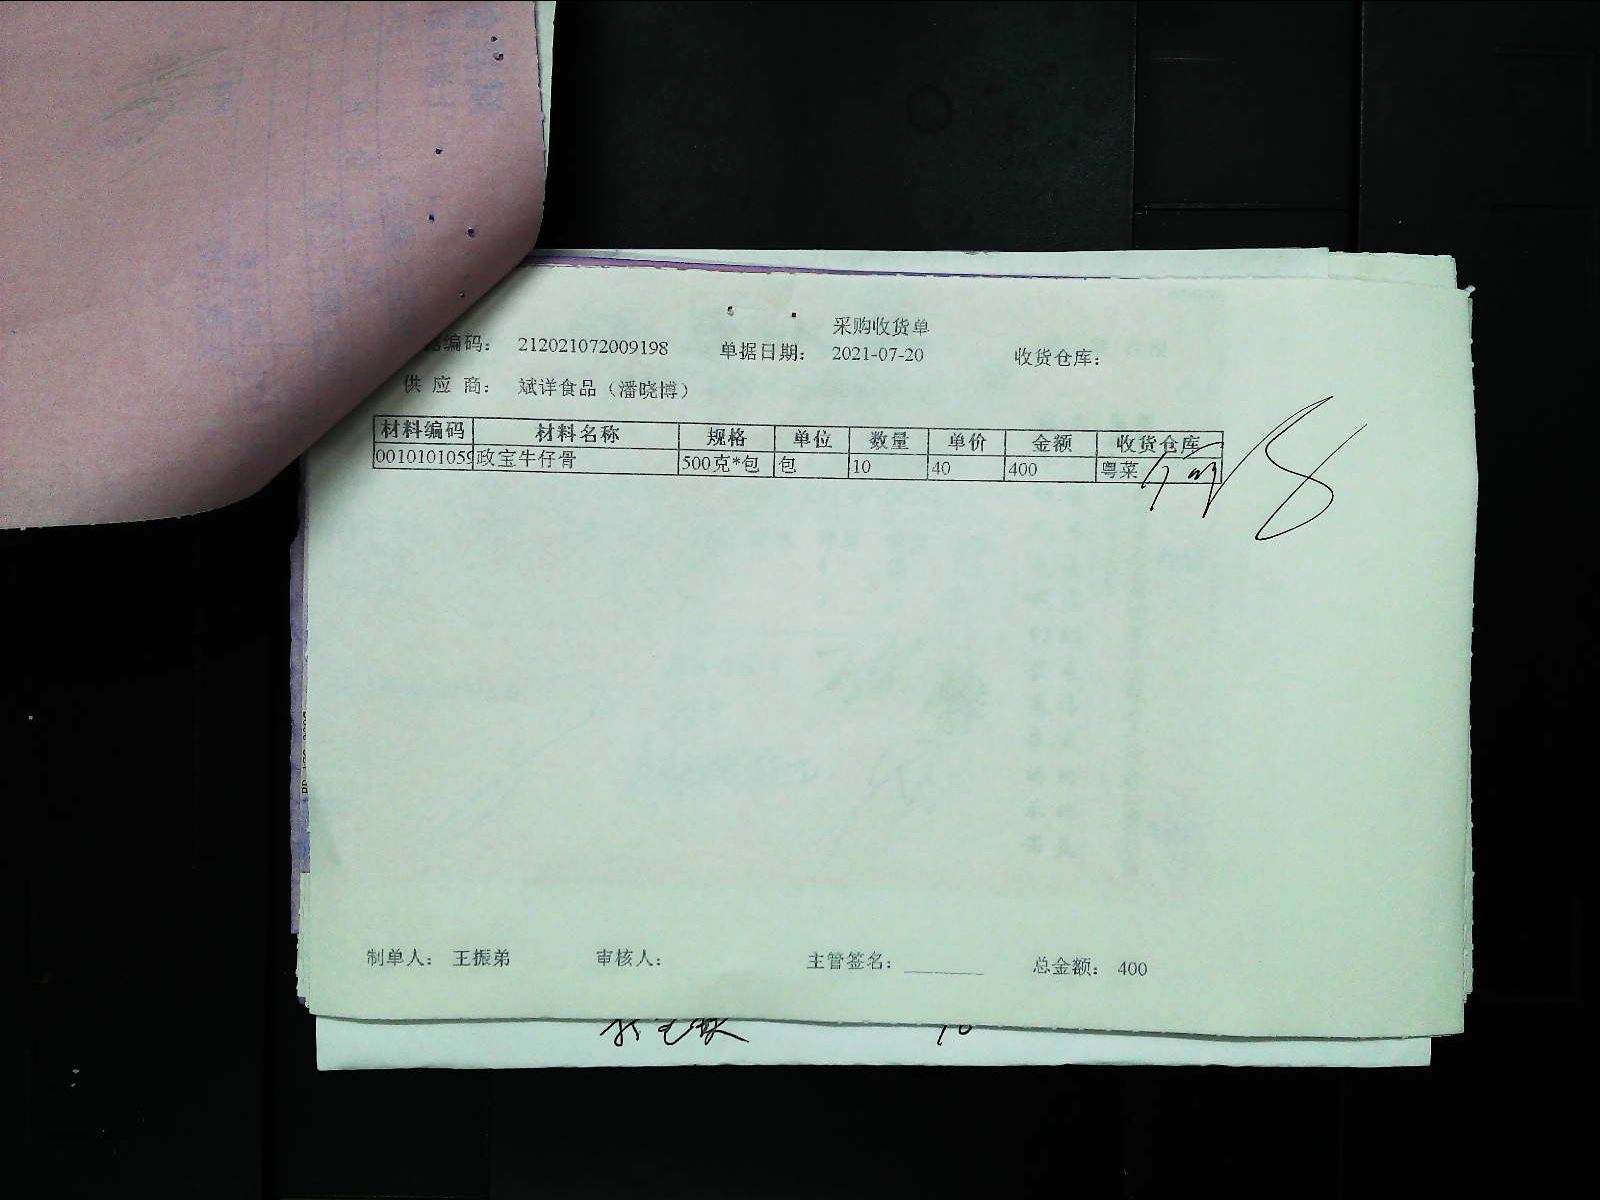 采购收货单
编码: 212021072009198 单据日期: 2021-07-20 收货仓库:
供 应 商: 斌详食品（潘晓博）
材料编码 材料名称 规格 单位 数量 单价 金额 收货仓库
0010101059 政宝牛仔骨 500克*包 包 10 40 400 粤菜
制单人: 王振弟 审核人: 主管签名: ______ 总金额: 400